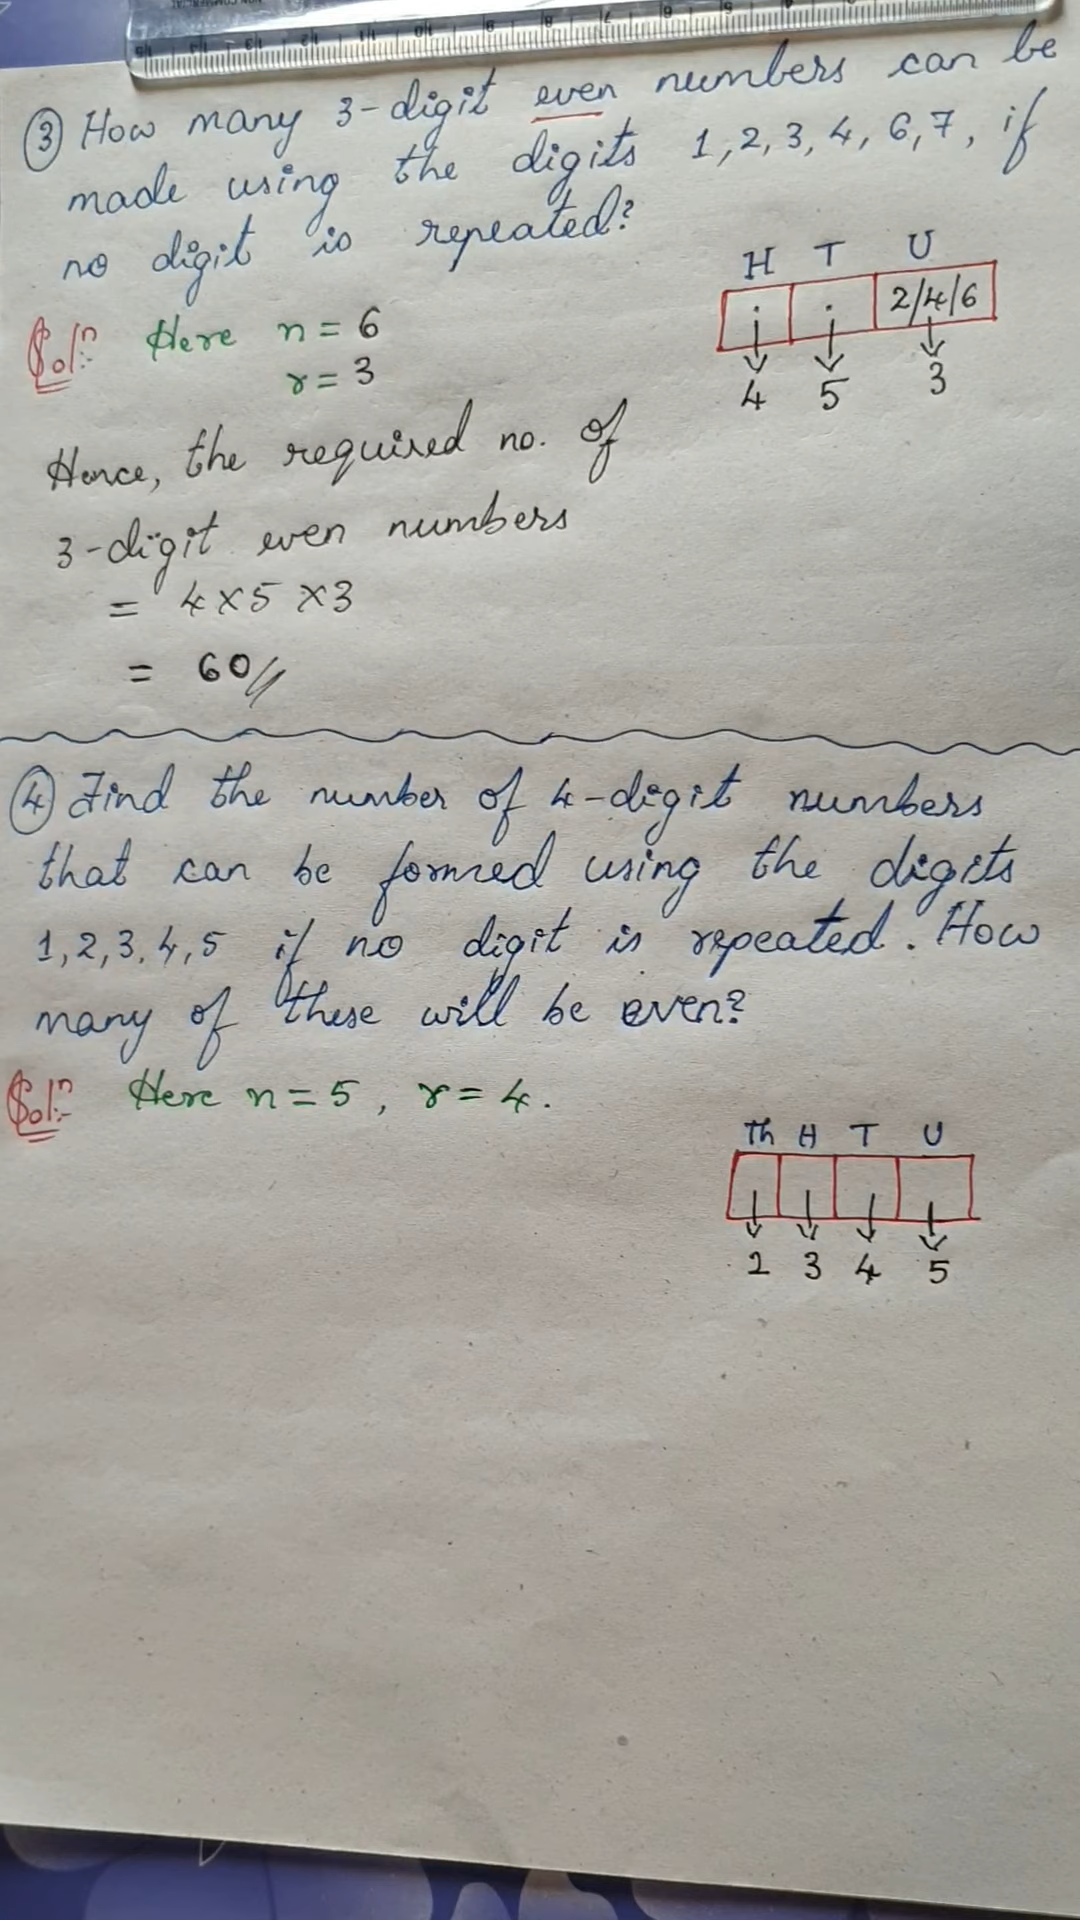 ③ How many 3-digit even numbers can be
made using the digits 1,2,3,4,6,7, if
no digit is repeated?
H T U
2/4/6
4 5 3
Solⁿ:- Here n = 6
r = 3
Hence, the required no. of
3-digit even numbers
= 4×5×3
= 60//
④ Find the number of 4-digit numbers
that can be formed using the digits
1,2,3,4,5 if no digit is repeated. How
many of these will be even?
Solⁿ:- Here n = 5, r = 4.
Th H T U
2 3 4 5